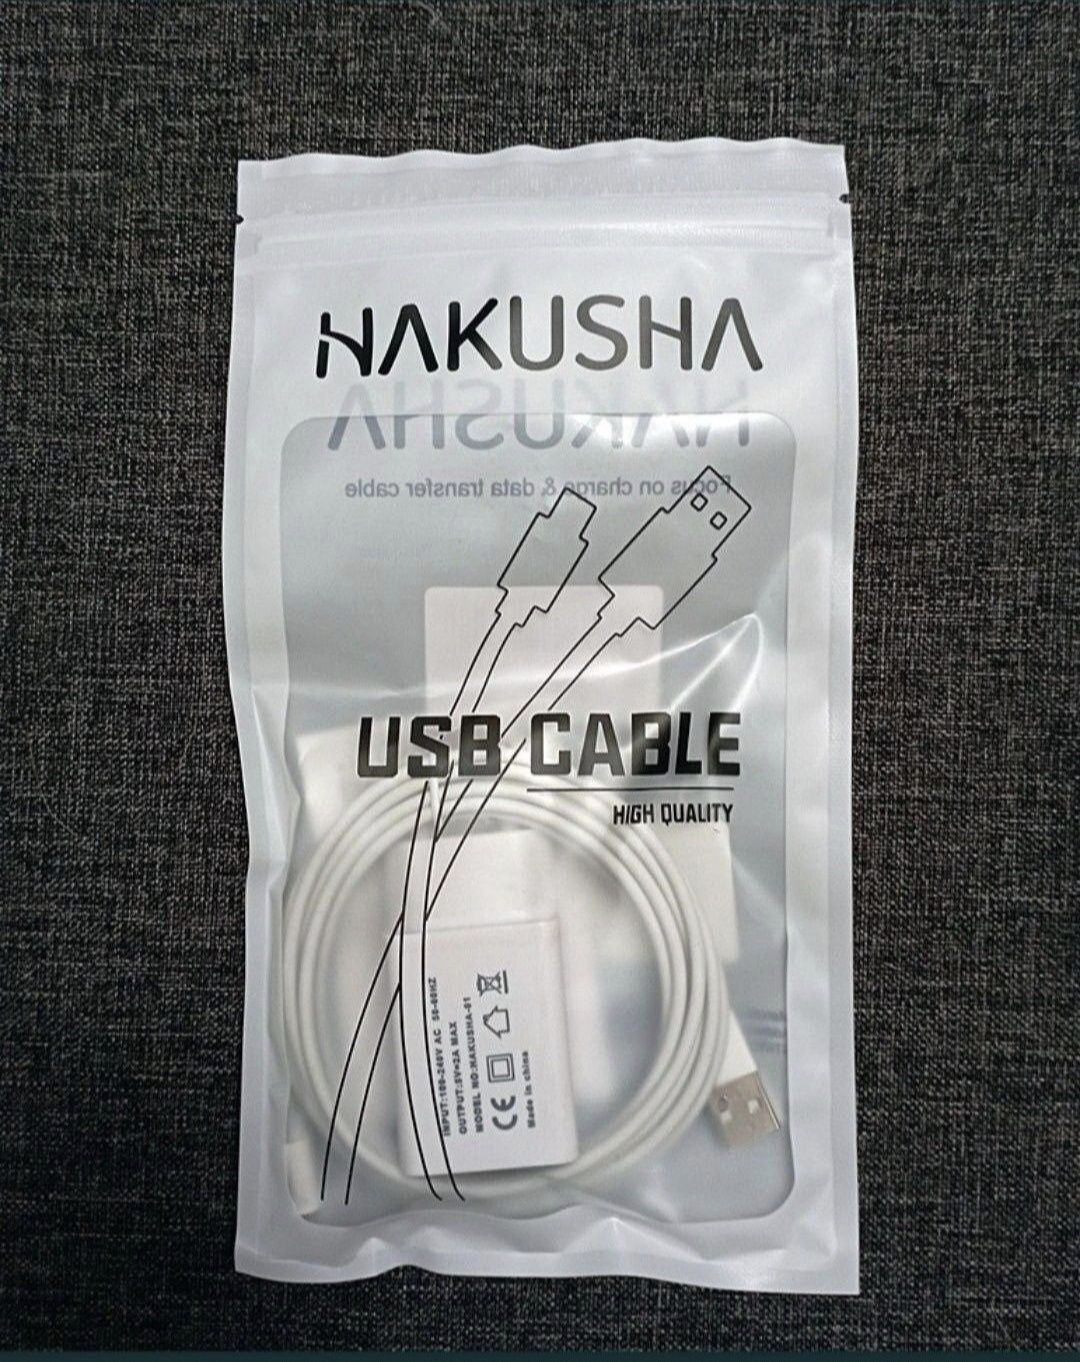 HAKUSHA
HAKUSHA
Focus on charge & data transfer cable
USB CABLE
HIGH QUALITY
INPUT:100-240V AC 50-60HZ
OUTPUT:5V=2A MAX
MODEL NO:HAKUSHA-01
CE
Made in china